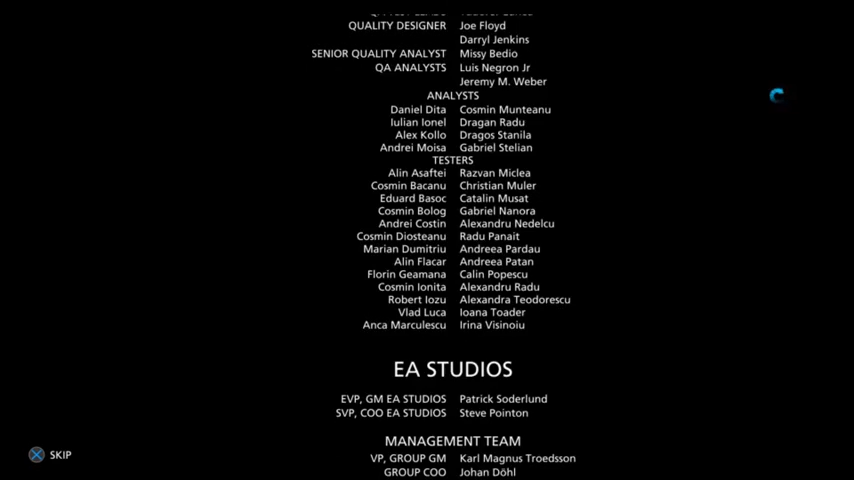 QUALITY DESIGNER Joe Floyd
Darryl Jenkins
SENIOR QUALITY ANALYST Missy Bedio
QA ANALYSTS Luis Negron Jr
Jeremy M. Weber
ANALYSTS
Daniel Dita Cosmin Munteanu
Iulian Ionel Dragan Radu
Alex Kollo Dragos Stanila
Andrei Moisa Gabriel Stelian
TESTERS
Alin Asaftei Razvan Miclea
Cosmin Bacanu Christian Muler
Eduard Basoc Catalin Musat
Cosmin Bolog Gabriel Nanora
Andrei Costin Alexandru Nedelcu
Cosmin Diosteanu Radu Panait
Marian Dumitriu Andreea Pardau
Alin Flacar Andreea Patan
Florin Geamana Calin Popescu
Cosmin Ionita Alexandru Radu
Robert Iozu Alexandra Teodorescu
Vlad Luca Ioana Toader
Anca Marculescu Irina Visinoiu
EA STUDIOS
EVP, GM EA STUDIOS Patrick Soderlund
SVP, COO EA STUDIOS Steve Pointon
MANAGEMENT TEAM
VP, GROUP GM Karl Magnus Troedsson
GROUP COO Johan Döhl
SKIP